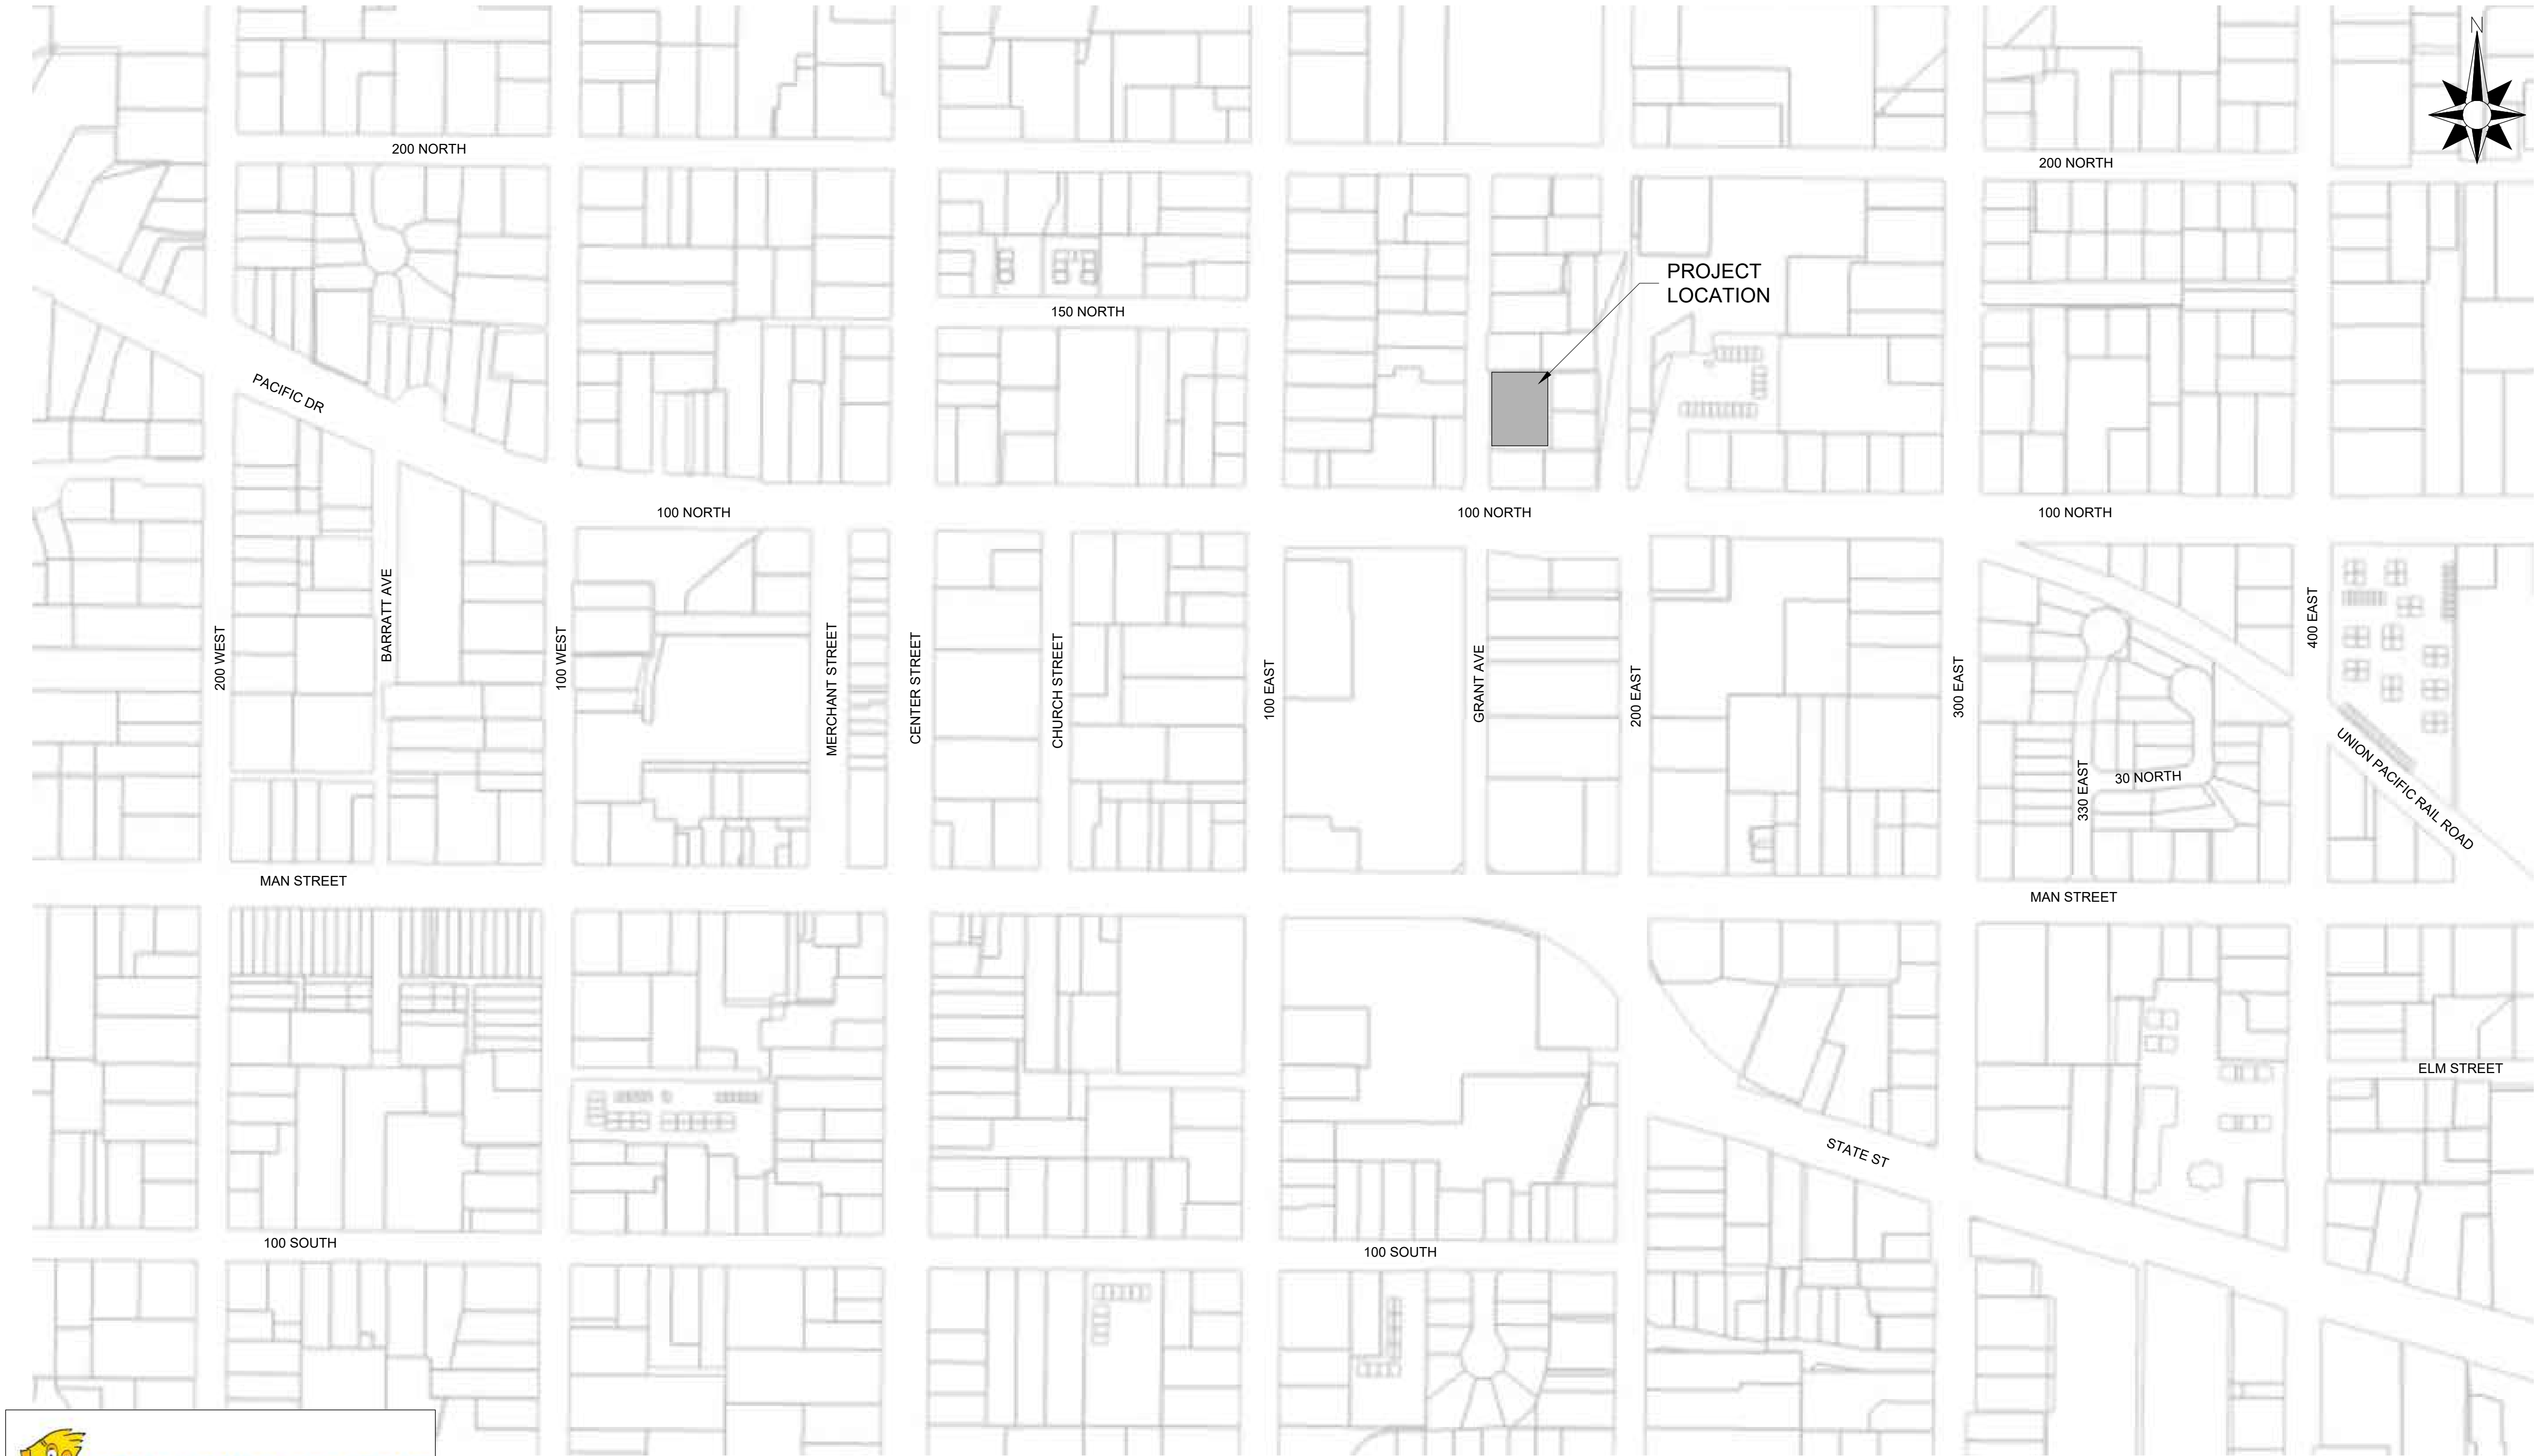 N
200 NORTH
200 NORTH
PROJECT
LOCATION
150 NORTH
PACIFIC DR
100 NORTH
100 NORTH
100 NORTH
200 WEST
BARRATT AVE
100 WEST
MERCHANT STREET
CENTER STREET
CHURCH STREET
100 EAST
GRANT AVE
200 EAST
300 EAST
400 EAST
330 EAST
30 NORTH
UNION PACIFIC RAIL ROAD
MAN STREET
MAN STREET
ELM STREET
STATE ST
100 SOUTH
100 SOUTH